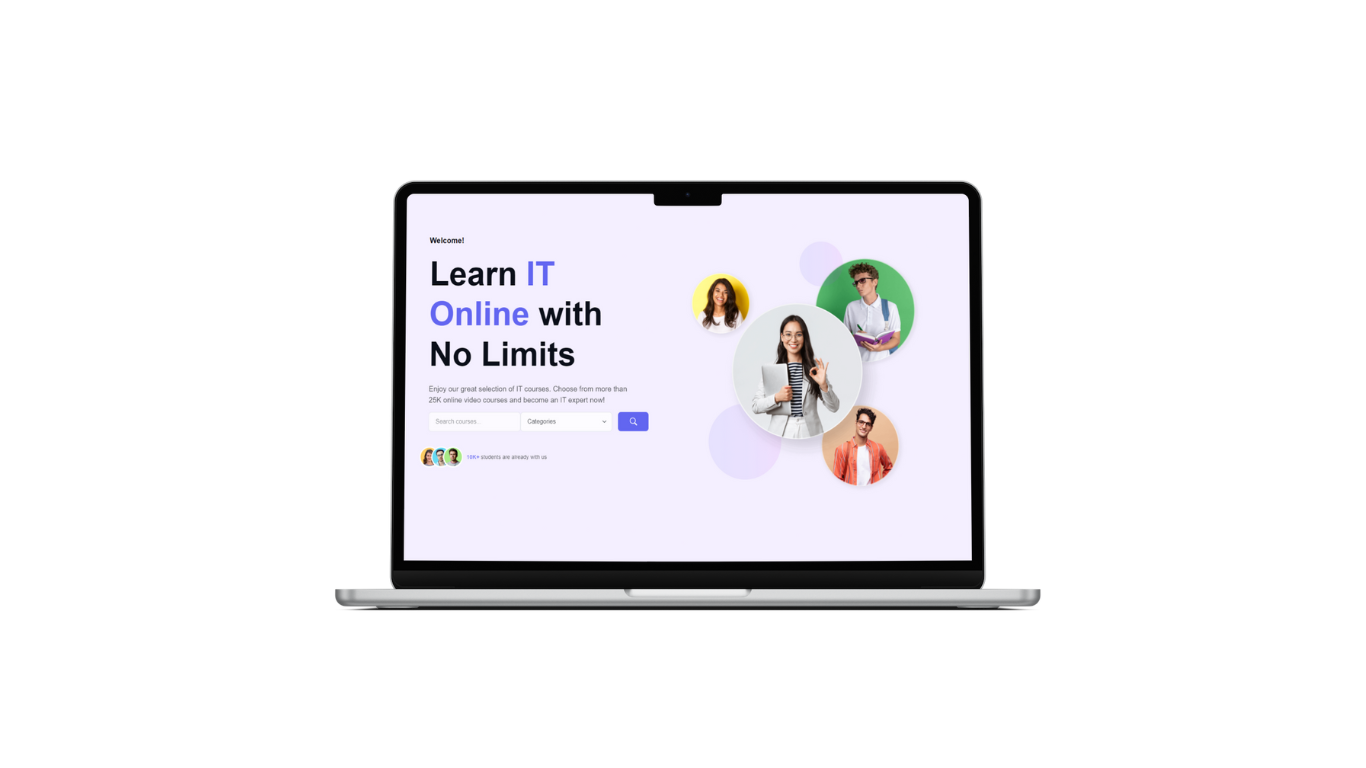 Welcome!
Learn IT
Online with
No Limits
Enjoy our great selection of IT courses. Choose from more than
25K online video courses and become an IT expert now!
Search courses...
Categories
10K+ students are already with us